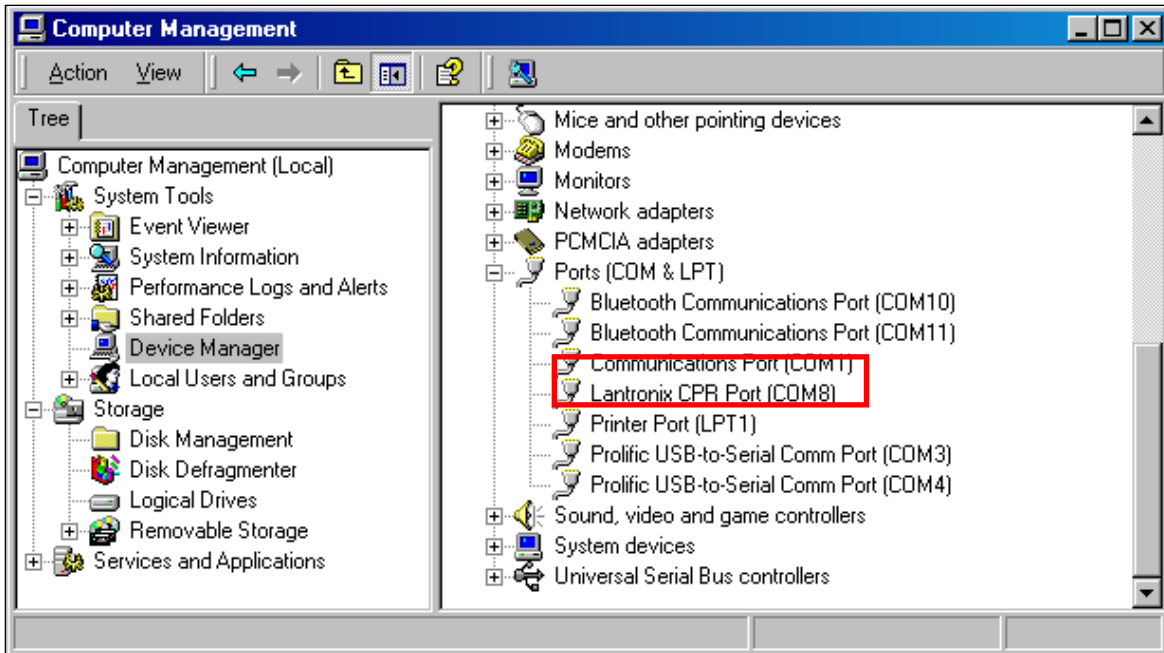 Computer Management
Action View
Tree
Computer Management (Local)
System Tools
Event Viewer
System Information
Performance Logs and Alerts
Shared Folders
Device Manager
Local Users and Groups
Storage
Disk Management
Disk Defragmenter
Logical Drives
Removable Storage
Services and Applications
Mice and other pointing devices
Modems
Monitors
Network adapters
PCMCIA adapters
Ports (COM & LPT)
Bluetooth Communications Port (COM10)
Bluetooth Communications Port (COM11)
Communications Port (COM1)
Lantronix CPR Port (COM8)
Printer Port (LPT1)
Prolific USB-to-Serial Comm Port (COM3)
Prolific USB-to-Serial Comm Port (COM4)
Sound, video and game controllers
System devices
Universal Serial Bus controllers